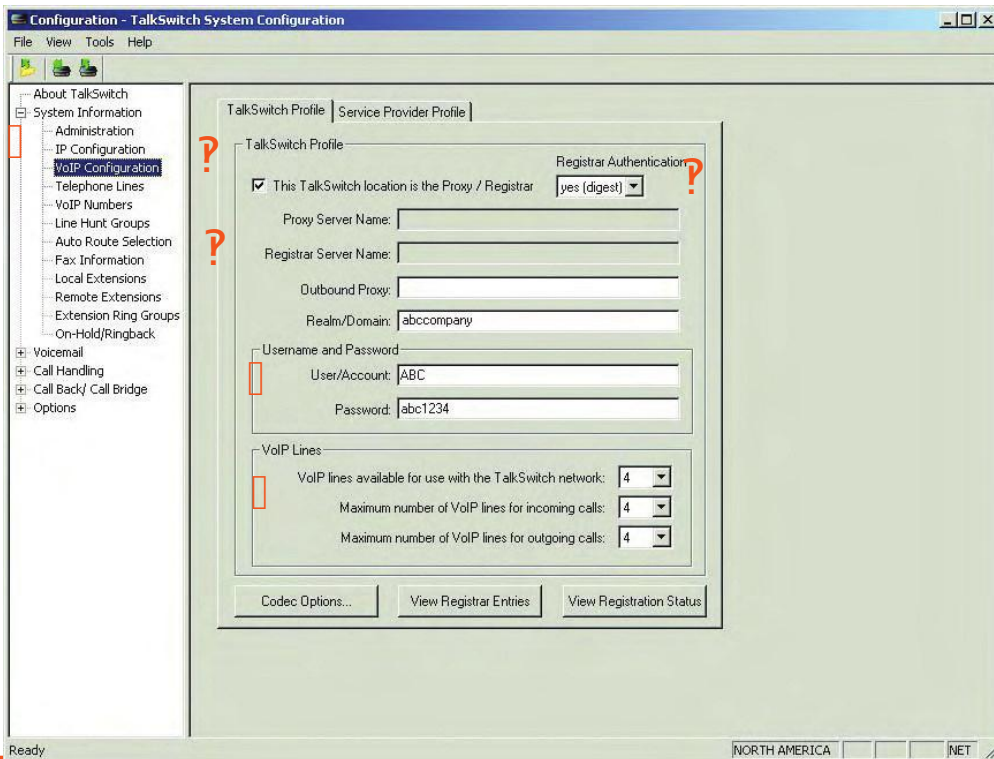 Configuration - TalkSwitch System Configuration
File View Tools Help
About TalkSwitch
System Information
Administration
IP Configuration
VoIP Configuration
Telephone Lines
VoIP Numbers
Line Hunt Groups
Auto Route Selection
Fax Information
Local Extensions
Remote Extensions
Extension Ring Groups
On-Hold/Ringback
Voicemail
Call Handling
Call Back/ Call Bridge
Options
TalkSwitch Profile Service Provider Profile
‽
TalkSwitch Profile
Registrar Authentication
‽
This TalkSwitch location is the Proxy / Registrar yes (digest)
Proxy Server Name:
‽
Registrar Server Name:
Outbound Proxy:
Realm/Domain: abccompany
Username and Password
User/Account: ABC
Password: abc1234
VoIP Lines
VoIP lines available for use with the TalkSwitch network: 4
Maximum number of VoIP lines for incoming calls: 4
Maximum number of VoIP lines for outgoing calls: 4
Codec Options... View Registrar Entries View Registration Status
Ready NORTH AMERICA NET